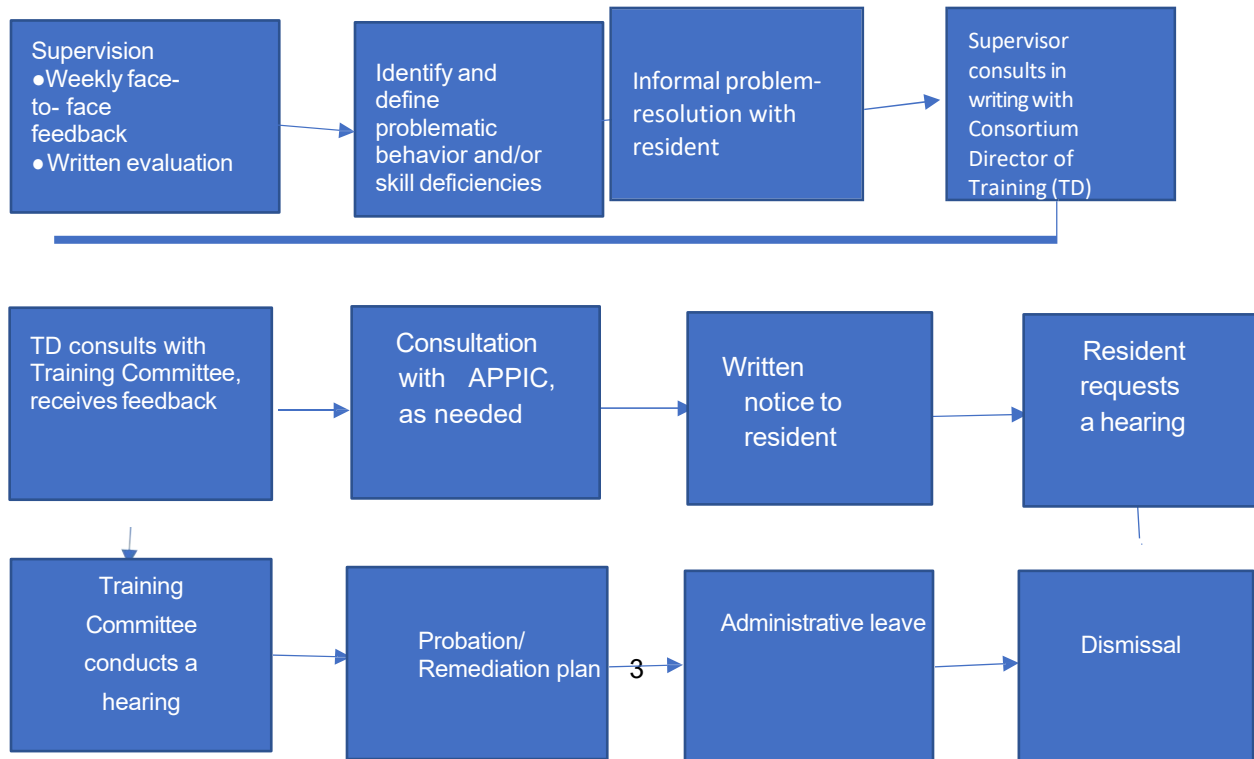 Supervision
●Weekly face-
to- face
feedback
●Written evaluation
Identify and
define
problematic
behavior and/or
skill deficiencies
Informal problem-
resolution with
resident
Supervisor
consults in
writing with
Consortium
Director of
Training (TD)
TD consults with
Training Committee,
receives feedback
Consultation
with APPIC,
as needed
Written
notice to
resident
Resident
requests
a hearing
Training
Committee
conducts a
hearing
Probation/
Remediation plan
3
Administrative leave
Dismissal